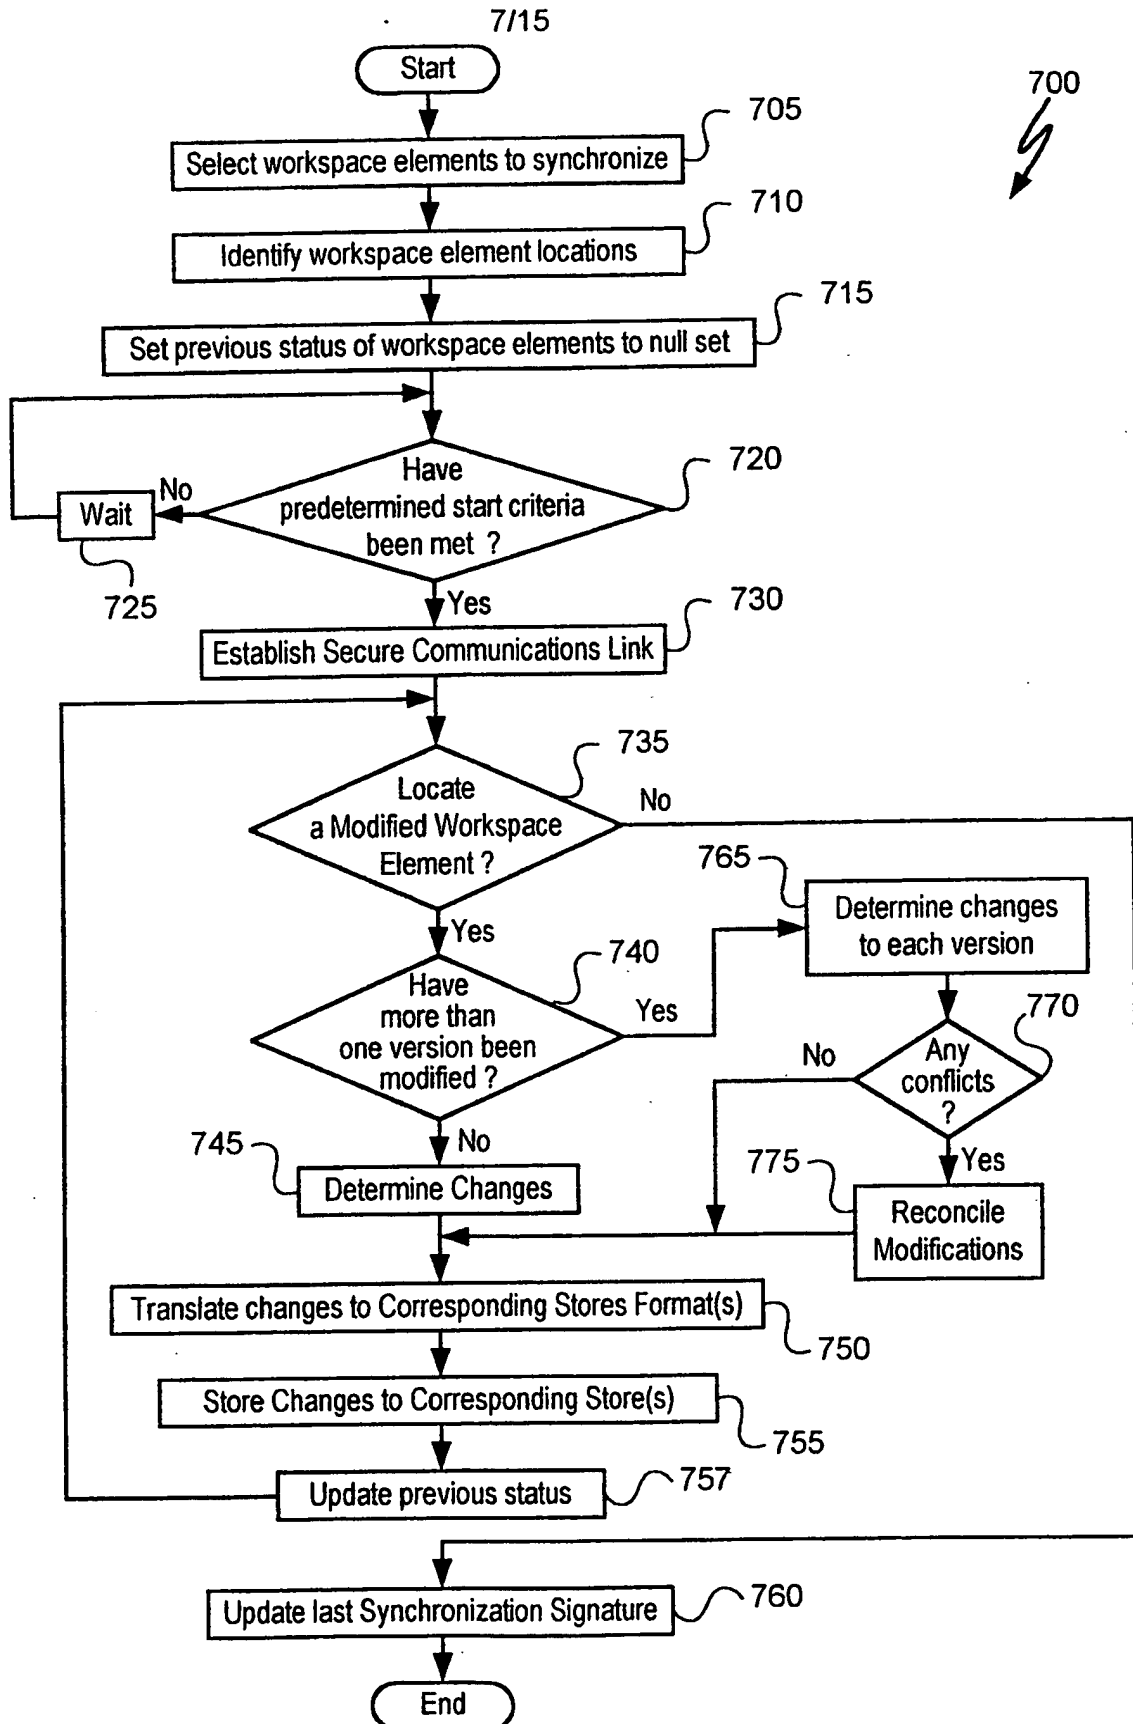 7/15
Start
700
705
Select workspace elements to synchronize
710
Identify workspace element locations
715
Set previous status of workspace elements to null set
720
Have
predetermined start criteria
been met ?
No
Wait
725
Yes
730
Establish Secure Communications Link
735
Locate
a Modified Workspace
Element ?
No
765
Determine changes
to each version
Yes
740
Have
more than
one version been
modified ?
Yes
770
Any
conflicts
?
No
No
745
Determine Changes
Yes
775
Reconcile
Modifications
Translate changes to Corresponding Stores Format(s)
750
Store Changes to Corresponding Store(s)
755
757
Update previous status
760
Update last Synchronization Signature
End